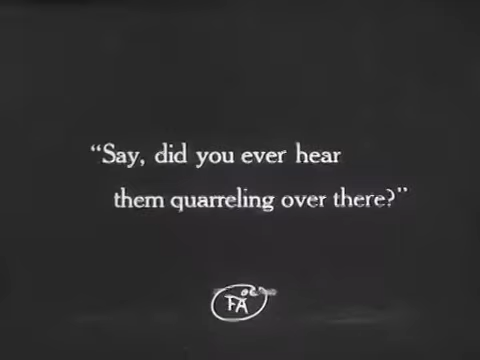 “Say, did you ever hear
them quarreling over there?”
FA